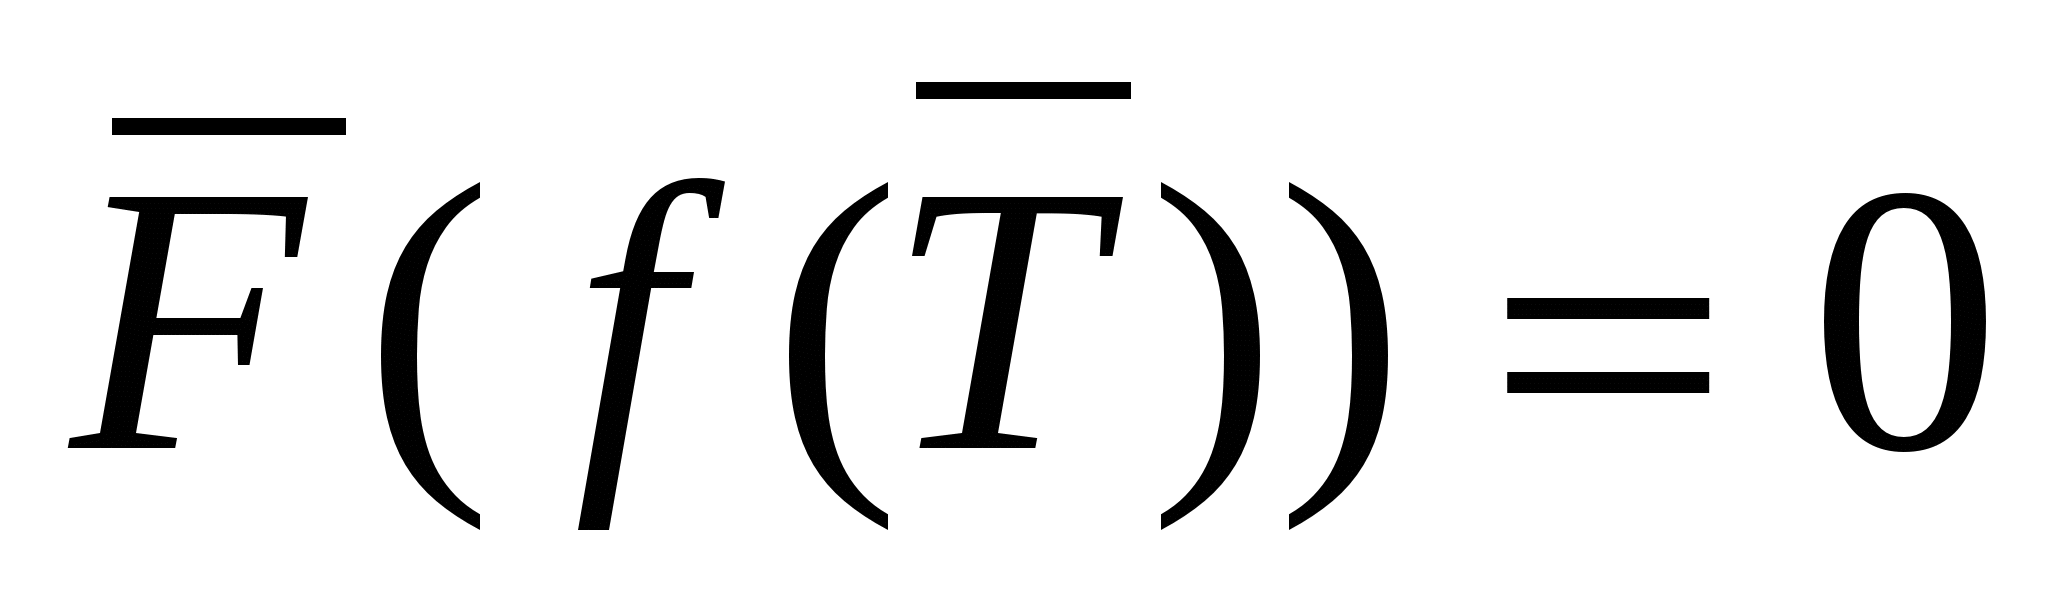 F̅( f(T̅)) = 0